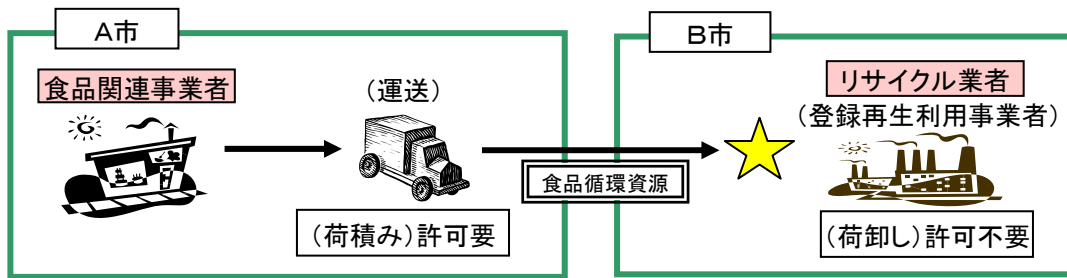 A市
B市
食品関連事業者
(運送)
リサイクル業者
(登録再生利用事業者)
食品循環資源
(荷積み)許可要
(荷卸し)許可不要